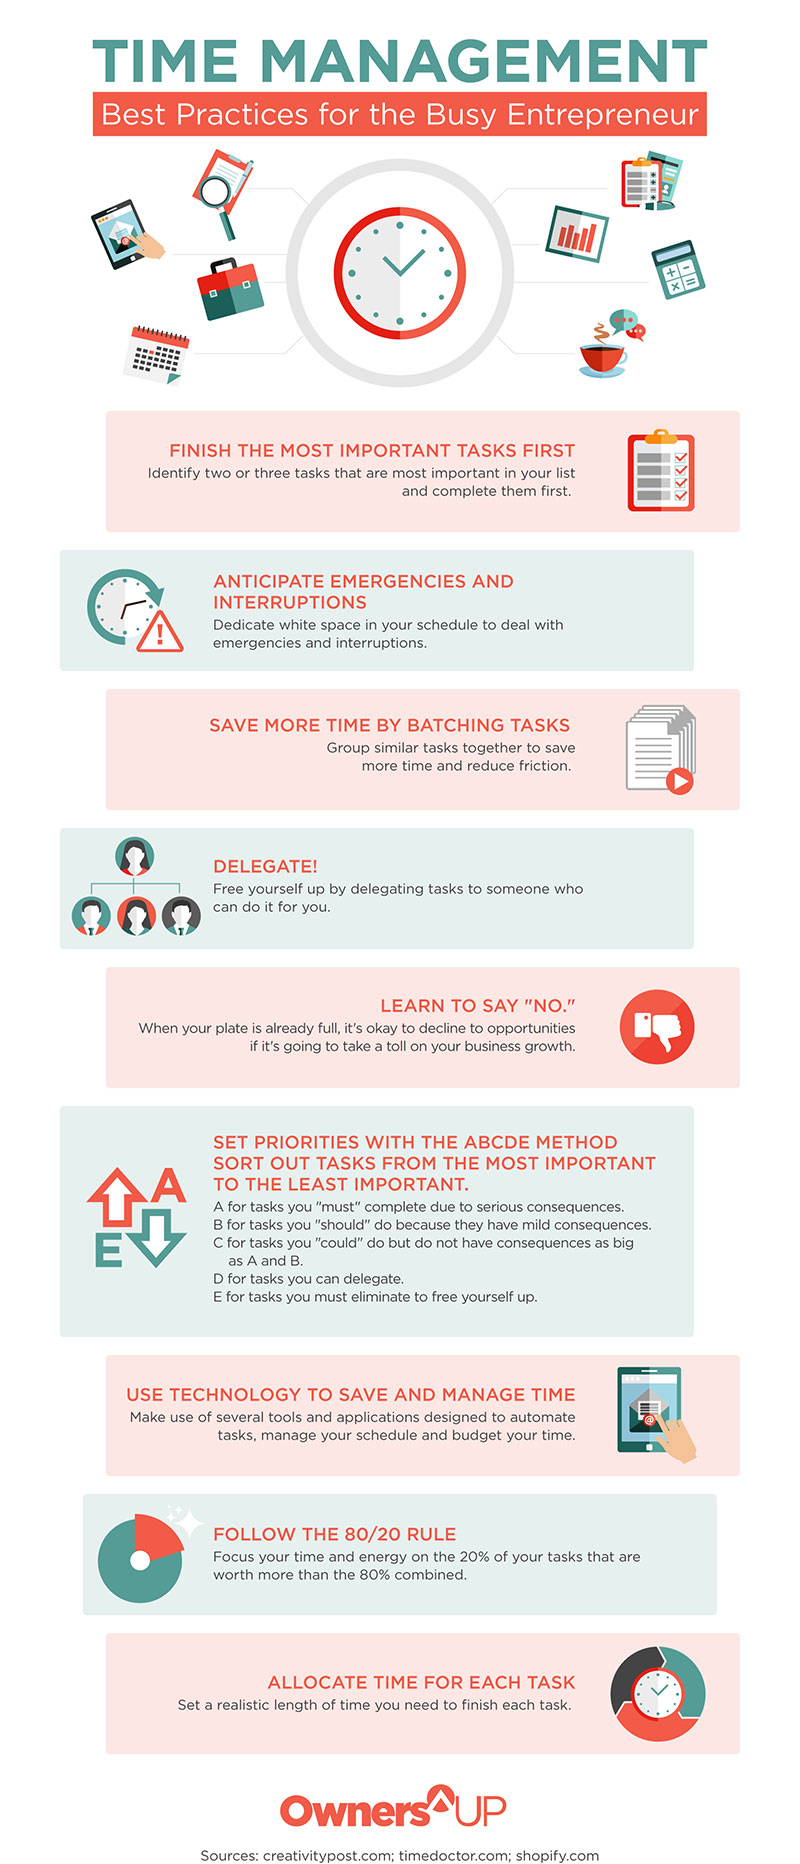 TIME MANAGEMENT
Best Practices for the Busy Entrepreneur
FINISH THE MOST IMPORTANT TASKS FIRST
Identify two or three tasks that are most important in your list
and complete them first.
ANTICIPATE EMERGENCIES AND
INTERRUPTIONS
Dedicate white space in your schedule to deal with
emergencies and interruptions.
SAVE MORE TIME BY BATCHING TASKS
Group similar tasks together to save
more time and reduce friction.
DELEGATE!
Free yourself up by delegating tasks to someone who
can do it for you.
LEARN TO SAY "NO."
When your plate is already full, it's okay to decline to opportunities
if it's going to take a toll on your business growth.
A
E
SET PRIORITIES WITH THE ABCDE METHOD
SORT OUT TASKS FROM THE MOST IMPORTANT
TO THE LEAST IMPORTANT.
A for tasks you "must" complete due to serious consequences.
B for tasks you "should" do because they have mild consequences.
C for tasks you "could" do but do not have consequences as big
as A and B.
D for tasks you can delegate.
E for tasks you must eliminate to free yourself up.
USE TECHNOLOGY TO SAVE AND MANAGE TIME
Make use of several tools and applications designed to automate
tasks, manage your schedule and budget your time.
@
FOLLOW THE 80/20 RULE
Focus your time and energy on the 20% of your tasks that are
worth more than the 80% combined.
ALLOCATE TIME FOR EACH TASK
Set a realistic length of time you need to finish each task.
Owners UP
Sources: creativitypost.com; timedoctor.com; shopify.com